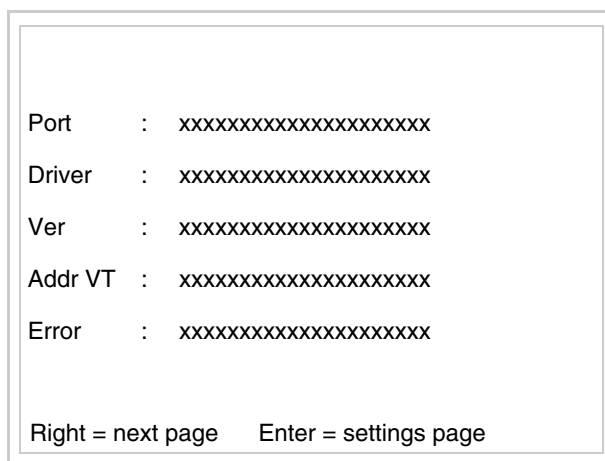 Port : xxxxxxxxxxxxxxxxxxxxx
Driver : xxxxxxxxxxxxxxxxxxxxx
Ver : xxxxxxxxxxxxxxxxxxxxx
Addr VT : xxxxxxxxxxxxxxxxxxxxx
Error : xxxxxxxxxxxxxxxxxxxxx
Right = next page Enter = settings page